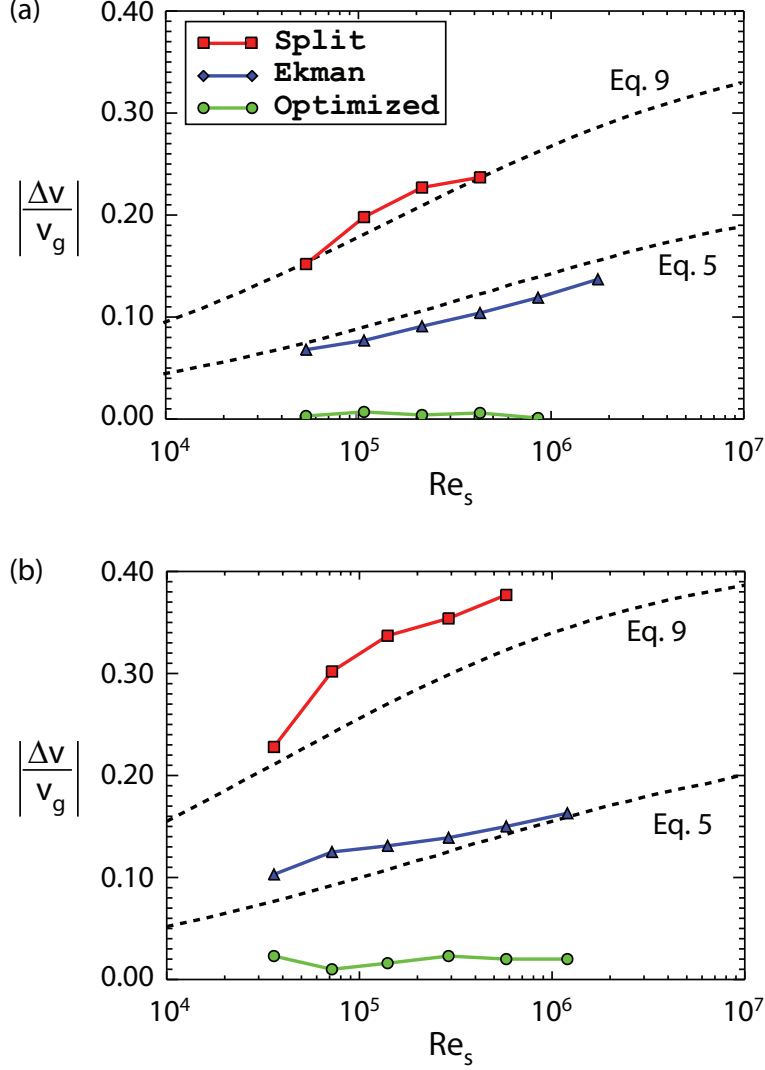 (a)
0.40
0.30
0.20
0.10
0.00
|Δv/v_g|
Split
Ekman
Optimized
Eq. 9
Eq. 5
10^4 10^5 10^6 10^7
Re_s
(b)
0.40
0.30
0.20
0.10
0.00
|Δv/v_g|
Eq. 9
Eq. 5
10^4 10^5 10^6 10^7
Re_s